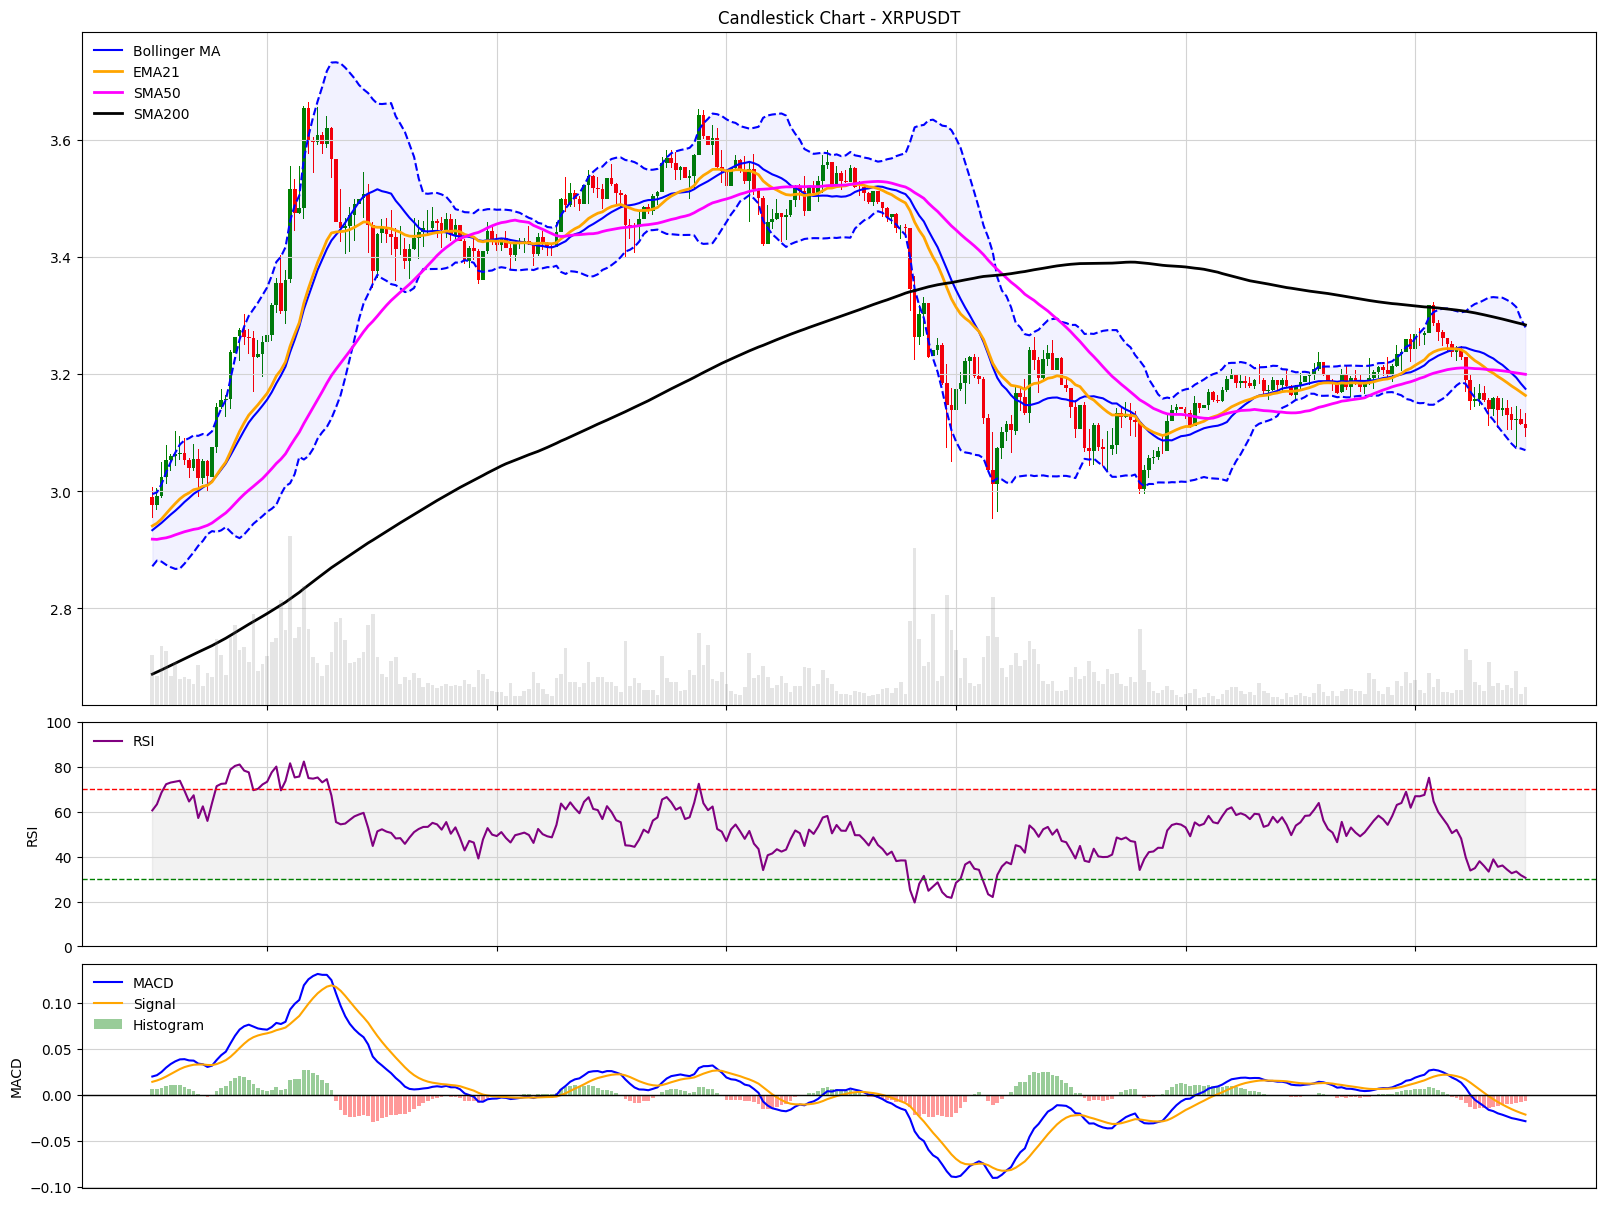 Candlestick Chart - XRPUSDT
Bollinger MA
EMA21
SMA50
SMA200
3.6
3.4
3.2
3.0
2.8
100
80
60
40
20
0
RSI
RSI
0.10
0.05
0.00
−0.05
−0.10
MACD
MACD
Signal
Histogram